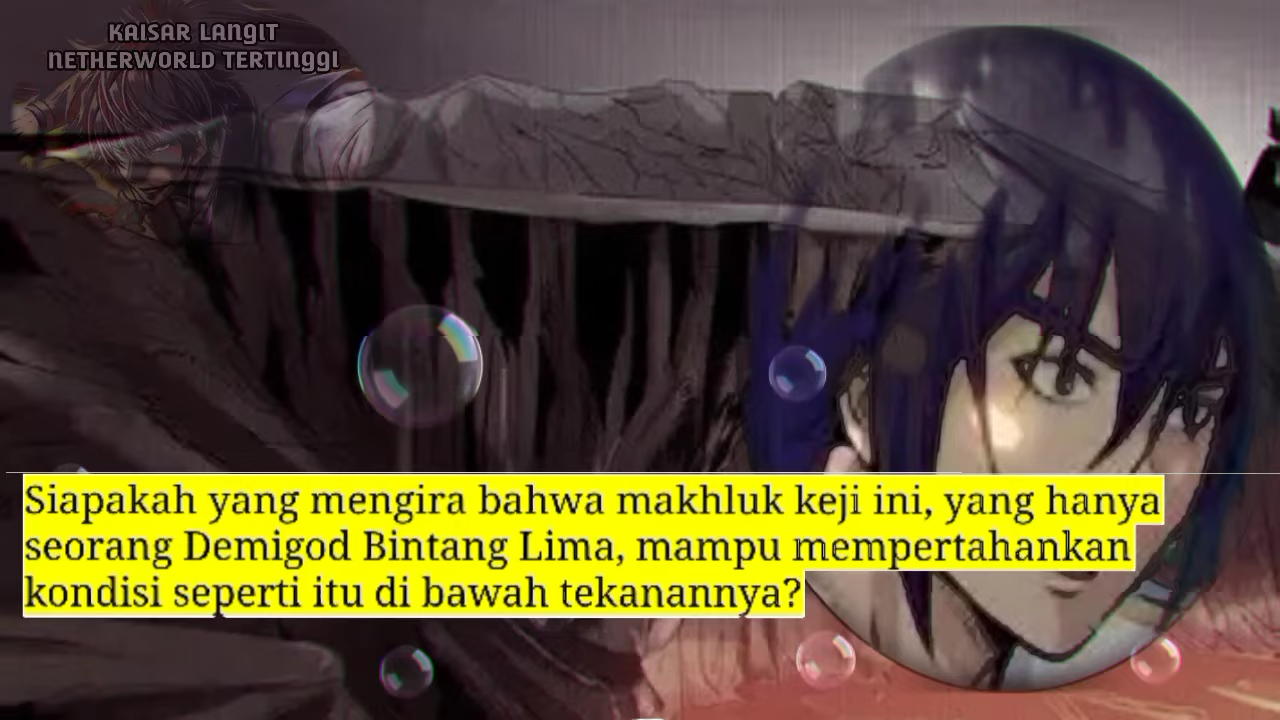 KAISAR LANGIT
NETHERWORLD TERTINGGI
Siapakah yang mengira bahwa makhluk keji ini, yang hanya
seorang Demigod Bintang Lima, mampu mempertahankan
kondisi seperti itu di bawah tekanannya?